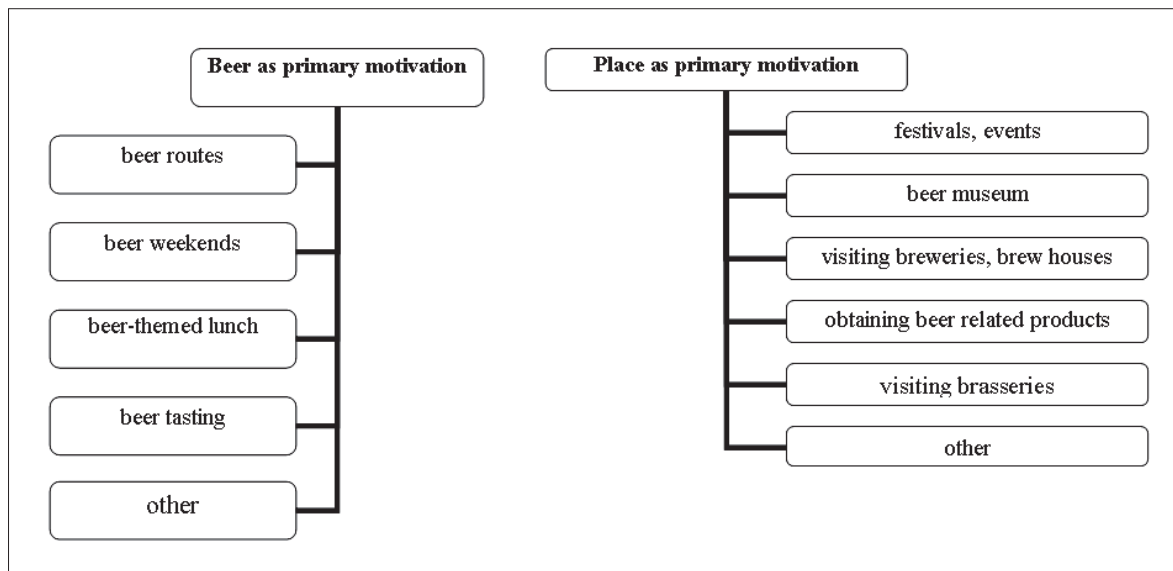 Beer as primary motivation
beer routes
beer weekends
beer-themed lunch
beer tasting
other
Place as primary motivation
festivals, events
beer museum
visiting breweries, brew houses
obtaining beer related products
visiting brasseries
other